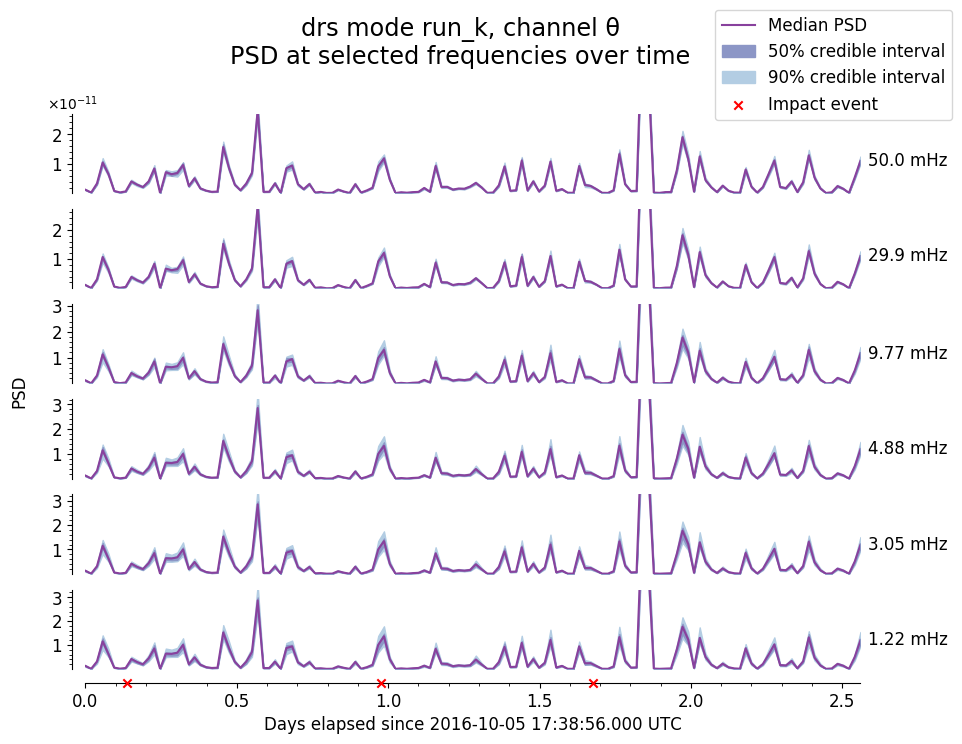 drs mode run_k, channel θ
PSD at selected frequencies over time
Median PSD
50% credible interval
90% credible interval
Impact event
×10⁻¹¹
2
1
50.0 mHz
2
1
29.9 mHz
3
2
1
9.77 mHz
PSD
3
2
1
4.88 mHz
3
2
1
3.05 mHz
3
2
1
1.22 mHz
0.0 0.5 1.0 1.5 2.0 2.5
Days elapsed since 2016-10-05 17:38:56.000 UTC